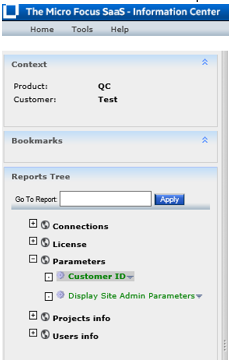 The Micro Focus SaaS - Information Center
Home Tools Help
Context
Product: QC
Customer: Test
Bookmarks
Reports Tree
Go To Report: Apply
Connections
License
Parameters
Customer ID
Display Site Admin Parameters
Projects info
Users info